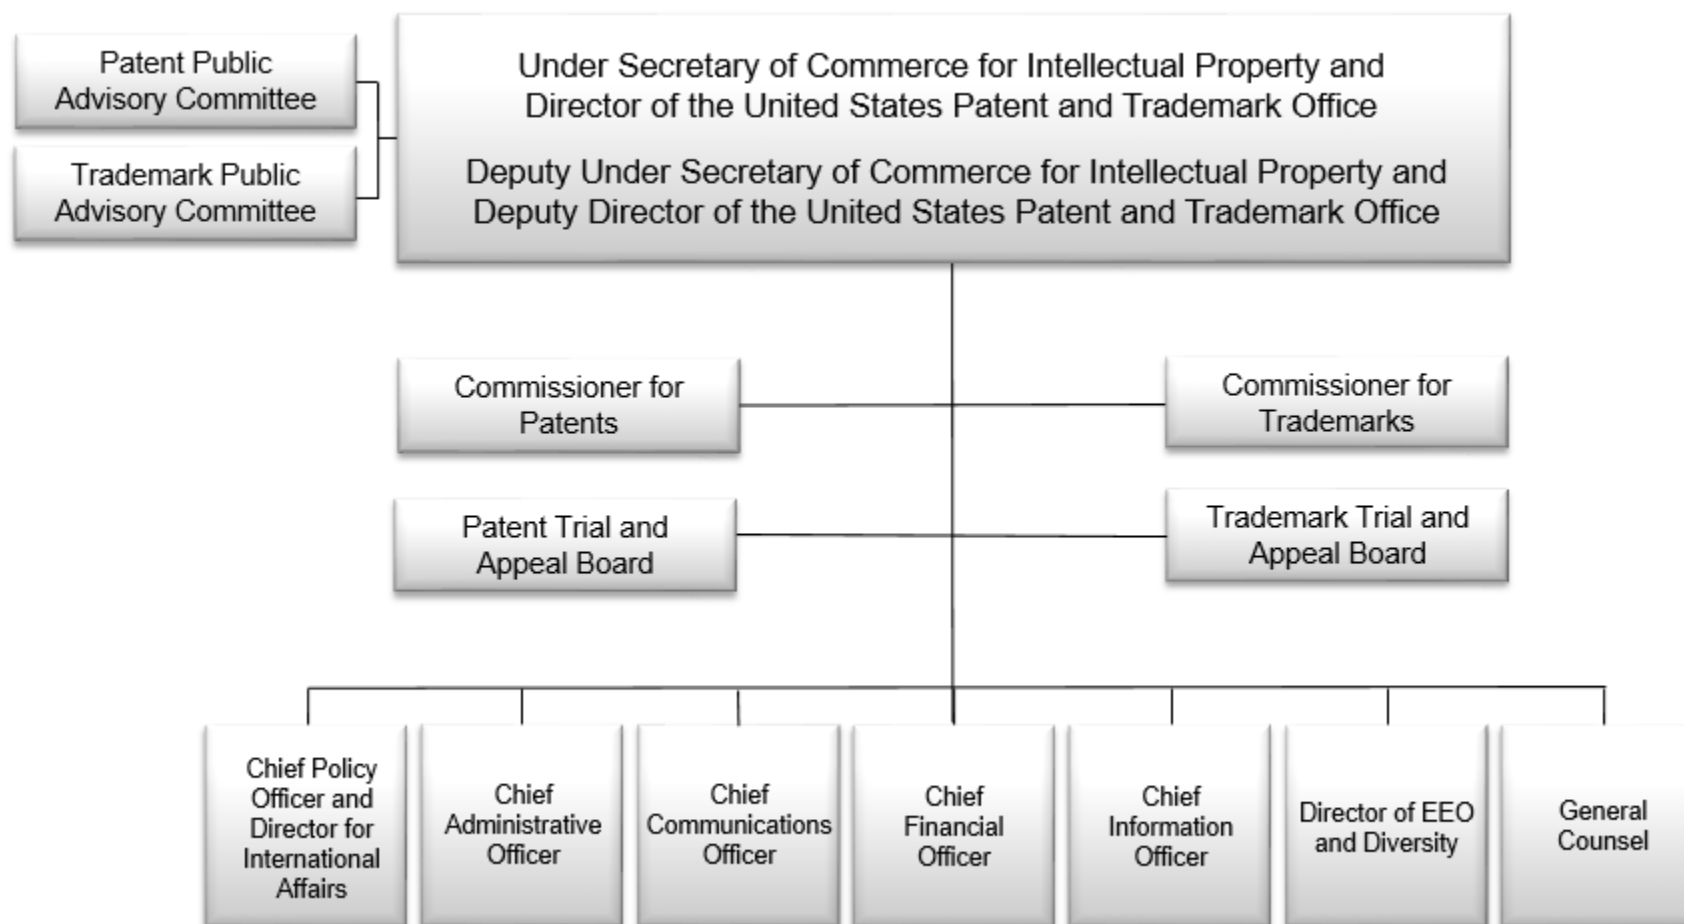 Patent Public
Advisory Committee
Trademark Public
Advisory Committee
Under Secretary of Commerce for Intellectual Property and
Director of the United States Patent and Trademark Office
Deputy Under Secretary of Commerce for Intellectual Property and
Deputy Director of the United States Patent and Trademark Office
Commissioner for
Patents
Commissioner for
Trademarks
Patent Trial and
Appeal Board
Trademark Trial and
Appeal Board
Chief Policy
Officer and
Director for
International
Affairs
Chief
Administrative
Officer
Chief
Communications
Officer
Chief
Financial
Officer
Chief
Information
Officer
Director of EEO
and Diversity
General
Counsel